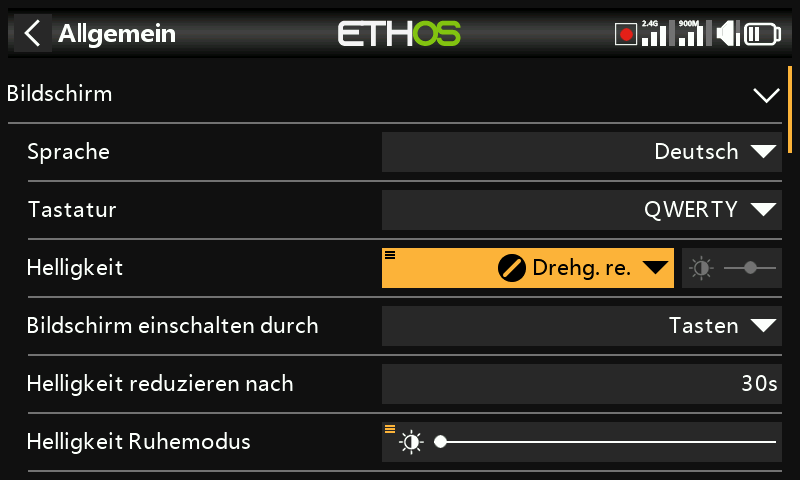 Allgemein
ETHOS
2.4G
900M
Bildschirm
Sprache
Deutsch
Tastatur
QWERTY
Helligkeit
Drehg. re.
Bildschirm einschalten durch
Tasten
Helligkeit reduzieren nach
30s
Helligkeit Ruhemodus